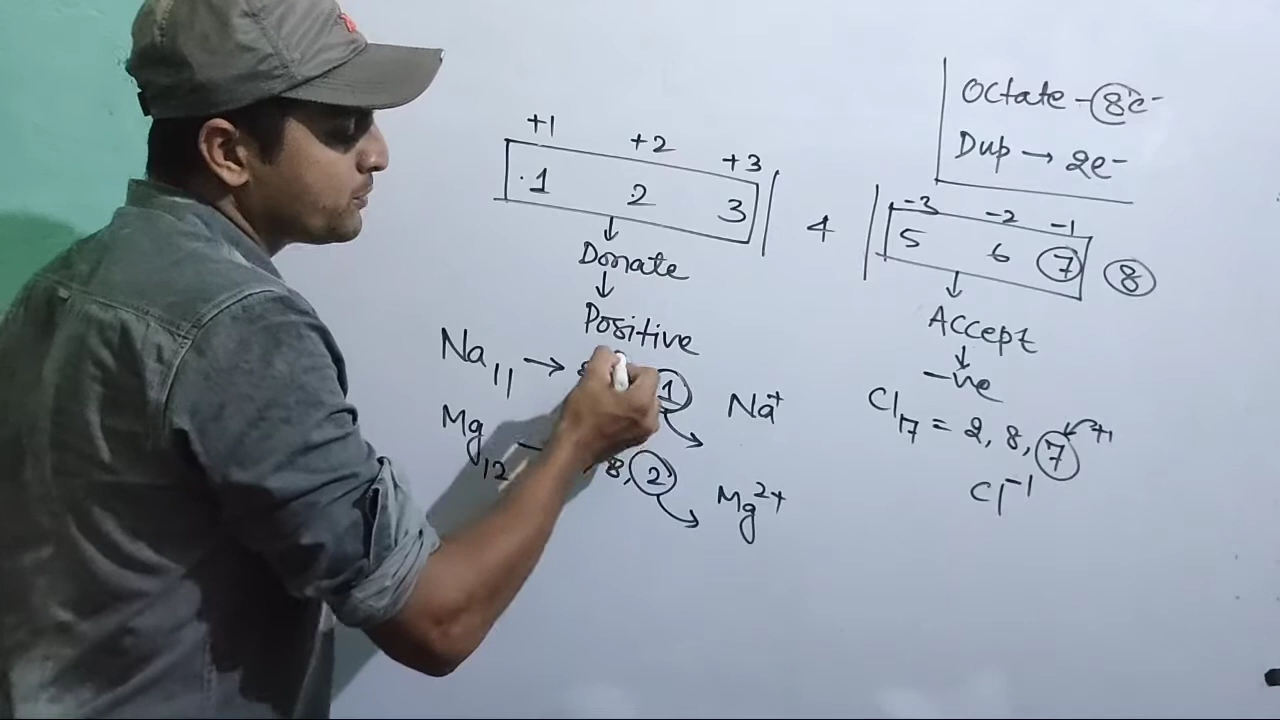 Octate - 8e-
Dup → 2e-
+1 +2 +3
1 2 3 4
-3 -2 -1
5 6 7 8
Donate
Positive
Na11 → 1 Na+
Mg12 - , 8, 2 Mg2+
Accept
-ve
Cl17 = 2, 8, 7 +1
Cl-1